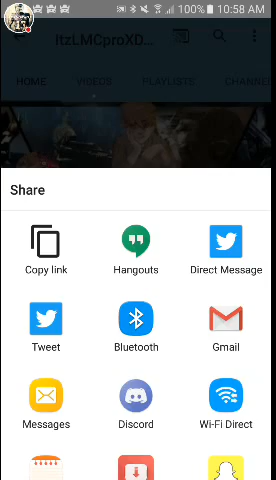 100% 10:58 AM
ItzLMCproXD...
HOME VIDEOS PLAYLISTS CHANNE
Share
Copy link Hangouts Direct Message
Tweet Bluetooth Gmail
Messages Discord Wi-Fi Direct